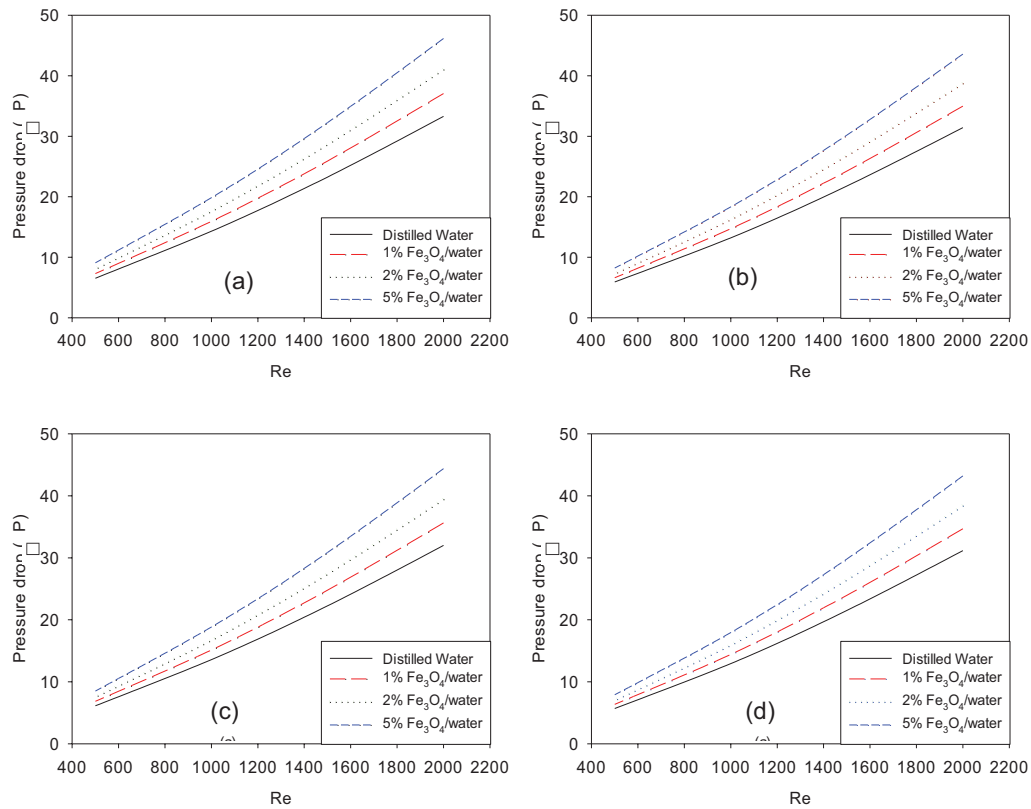 50
40
30
20
10
0
Pressure drop (□P)
400 600 800 1000 1200 1400 1600 1800 2000 2200
Re
Distilled Water
1% Fe₃O₄/water
2% Fe₃O₄/water
5% Fe₃O₄/water
(a)
50
40
30
20
10
0
Pressure drop (□P)
400 600 800 1000 1200 1400 1600 1800 2000 2200
Re
Distilled Water
1% Fe₃O₄/water
2% Fe₃O₄/water
5% Fe₃O₄/water
(b)
50
40
30
20
10
0
Pressure drop (□P)
400 600 800 1000 1200 1400 1600 1800 2000 2200
Re
Distilled Water
1% Fe₃O₄/water
2% Fe₃O₄/water
5% Fe₃O₄/water
(c)
50
40
30
20
10
0
Pressure drop (□P)
400 600 800 1000 1200 1400 1600 1800 2000 2200
Re
Distilled Water
1% Fe₃O₄/water
2% Fe₃O₄/water
5% Fe₃O₄/water
(d)